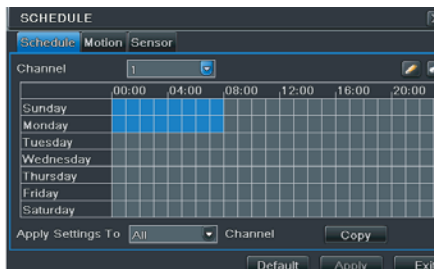 SCHEDULE
Schedule Motion Sensor
Channel 1
00:00 04:00 08:00 12:00 16:00 20:00
Sunday
Monday
Tuesday
Wednesday
Thursday
Friday
Saturday
Apply Settings To All Channel Copy
Default Apply Exit